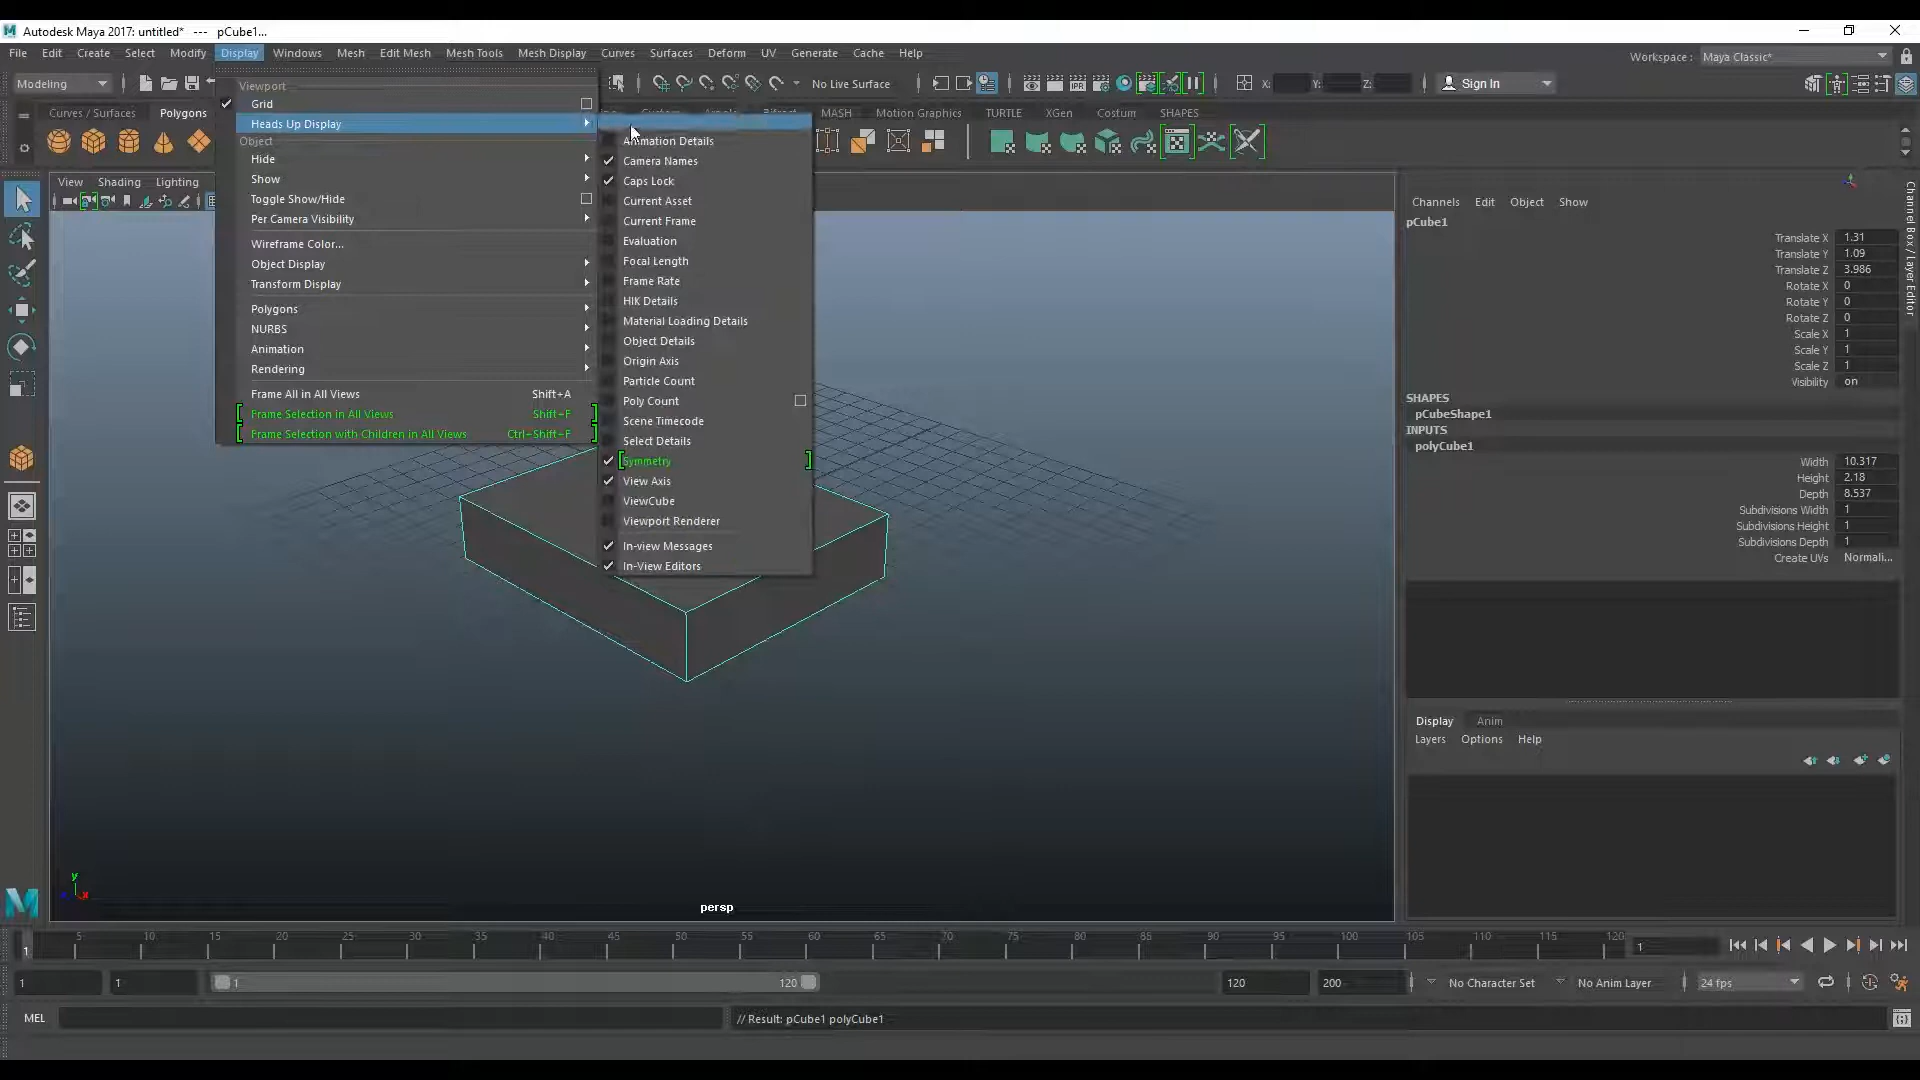 Autodesk Maya 2017: untitled* --- pCube1...
File Edit Create Select Modify Display Windows Mesh Edit Mesh Mesh Tools Mesh Display Curves Surfaces Deform UV Generate Cache Help
Workspace : Maya Classic*
Modeling
No Live Surface
X:
Y:
Z:
Sign In
Curves / Surfaces Polygons
MASH Motion Graphics TURTLE XGen Costum SHAPES
IPR
View Shading Lighting
Viewport
Grid
Heads Up Display
Object
Hide
Show
Toggle Show/Hide
Per Camera Visibility
Wireframe Color...
Object Display
Transform Display
Polygons
NURBS
Animation
Rendering
Frame All in All Views Shift+A
Frame Selection in All Views Shift+F
Frame Selection with Children in All Views Ctrl+Shift+F
Animation Details
Camera Names
Caps Lock
Current Asset
Current Frame
Evaluation
Focal Length
Frame Rate
HIK Details
Material Loading Details
Object Details
Origin Axis
Particle Count
Poly Count
Scene Timecode
Select Details
Symmetry
View Axis
ViewCube
Viewport Renderer
In-view Messages
In-View Editors
Channels Edit Object Show
pCube1
Translate X 1.31
Translate Y 1.09
Translate Z 3.986
Rotate X 0
Rotate Y 0
Rotate Z 0
Scale X 1
Scale Y 1
Scale Z 1
Visibility on
SHAPES
pCubeShape1
INPUTS
polyCube1
Width 10.317
Height 2.18
Depth 8.537
Subdivisions Width 1
Subdivisions Height 1
Subdivisions Depth 1
Create UVs Normali...
Channel Box / Layer Editor
Display Anim
Layers Options Help
y
x
persp
5 10 15 20 25 30 35 40 45 50 55 60 65 70 75 80 85 90 95 100 105 110 115 120
1
1
1 1 1 120 120 200 No Character Set No Anim Layer 24 fps
MEL
// Result: pCube1 polyCube1